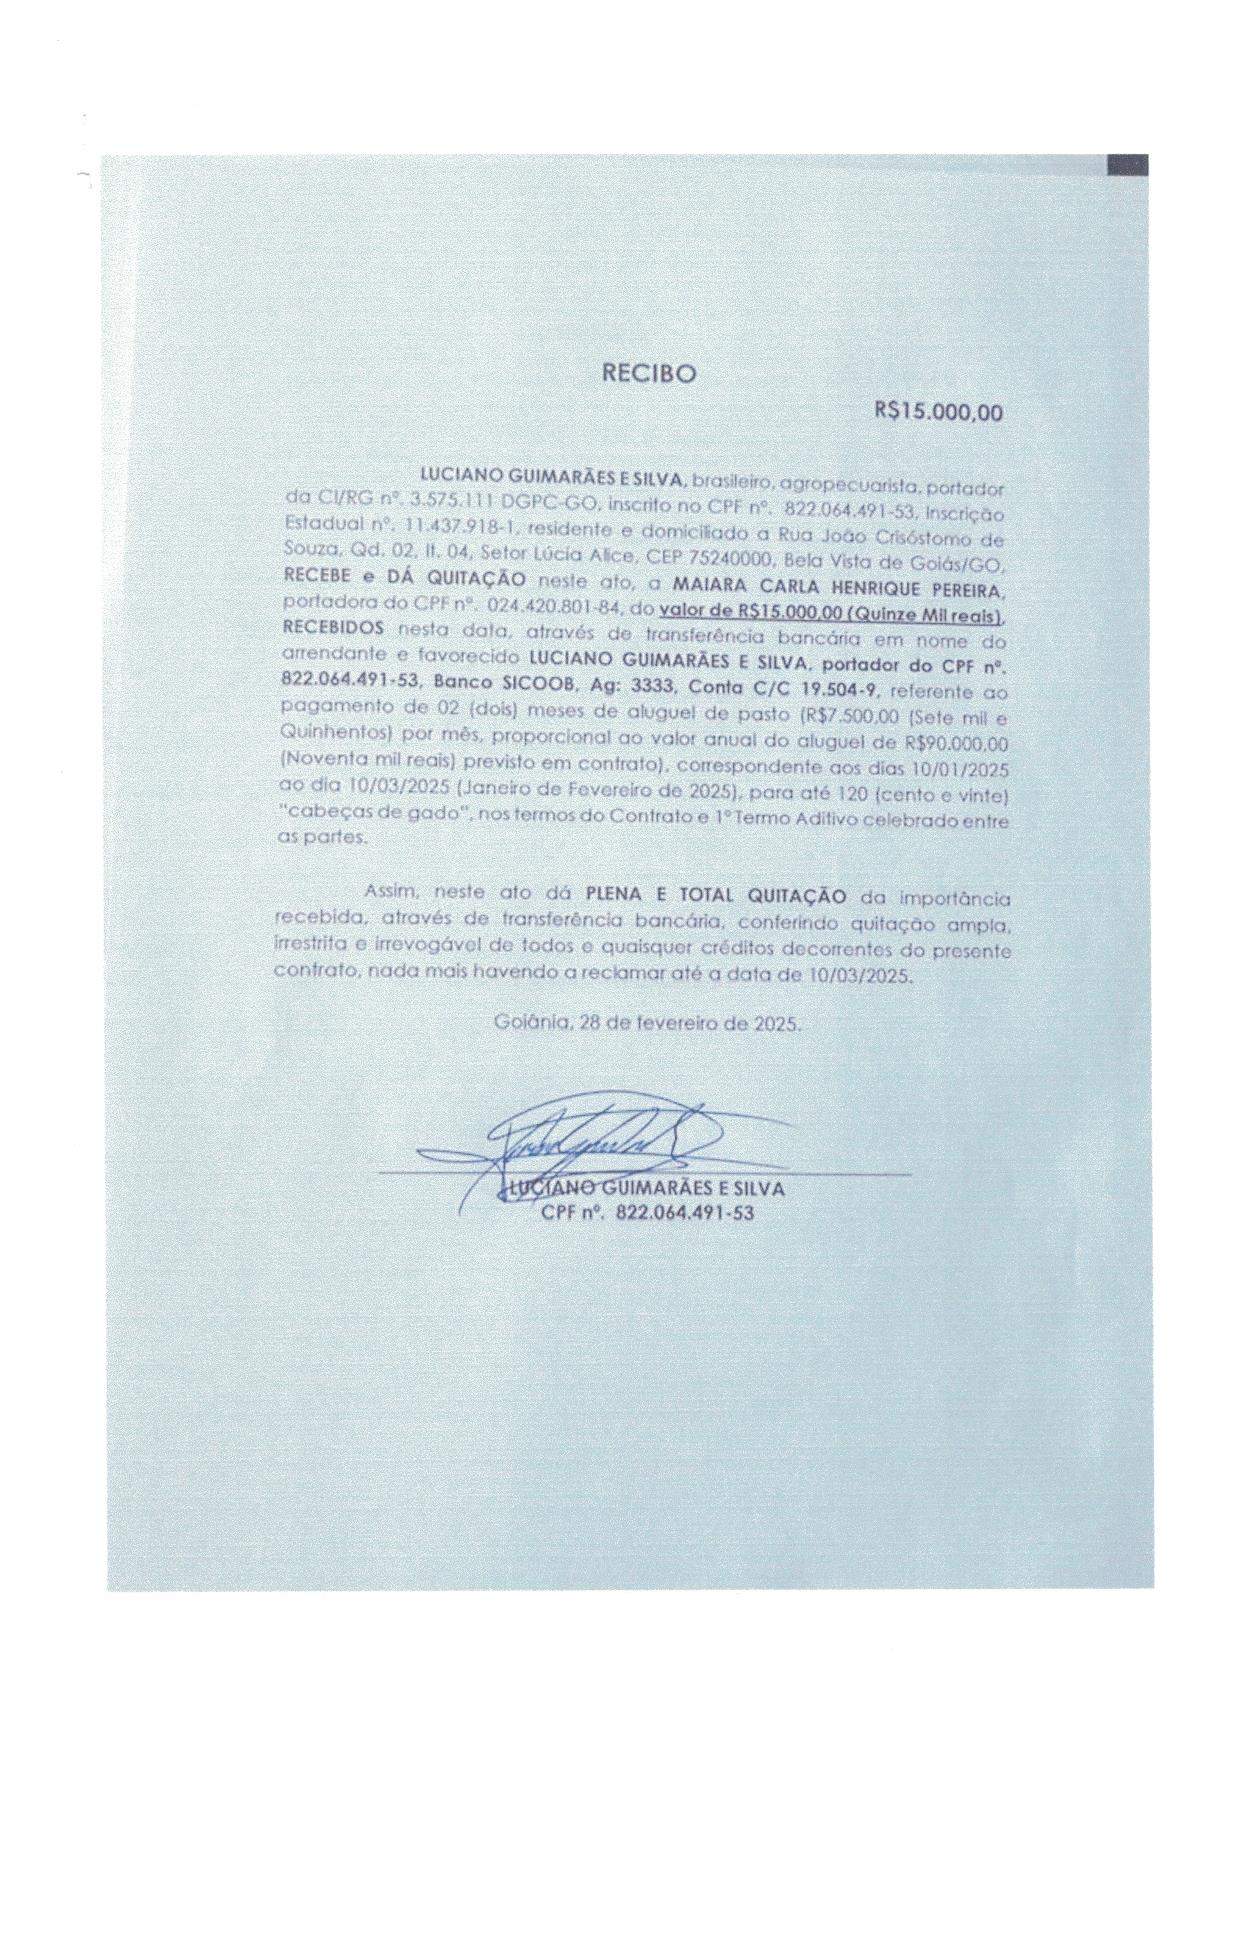 RECIBO
R$15.000,00
LUCIANO GUIMARÃES E SILVA, brasileiro, agropecuarista, portador
da CI/RG nº. 3.575.111 DGPC-GO, inscrito no CPF nº. 822.064.491-53, Inscrição
Estadual nº. 11.437.918-1, residente e domiciliado a Rua João Crisóstomo de
Souza, Qd. 02, lt. 04, Setor Lúcia Alice, CEP 75240000, Bela Vista de Goiás/GO,
RECEBE e DÁ QUITAÇÃO neste ato, a MAIARA CARLA HENRIQUE PEREIRA,
portadora do CPF nº. 024.420.801-84, do valor de R$15.000,00 (Quinze Mil reais),
RECEBIDOS nesta data, através de transferência bancária em nome do
arrendante e favorecido LUCIANO GUIMARÃES E SILVA, portador do CPF nº.
822.064.491-53, Banco SICOOB, Ag: 3333, Conta C/C 19.504-9, referente ao
pagamento de 02 (dois) meses de aluguel de pasto (R$7.500,00 (Sete mil e
Quinhentos) por mês, proporcional ao valor anual do aluguel de R$90.000,00
(Noventa mil reais) previsto em contrato), correspondente aos dias 10/01/2025
ao dia 10/03/2025 (Janeiro de Fevereiro de 2025), para até 120 (cento e vinte)
"cabeças de gado", nos termos do Contrato e 1º Termo Aditivo celebrado entre
as partes.
Assim, neste ato dá PLENA E TOTAL QUITAÇÃO da importância
recebida, através de transferência bancária, conferindo quitação ampla,
irrestrita e irrevogável de todos e quaisquer créditos decorrentes do presente
contrato, nada mais havendo a reclamar até a data de 10/03/2025.
Goiânia, 28 de fevereiro de 2025.
LUCIANO GUIMARÃES E SILVA
CPF nº. 822.064.491-53